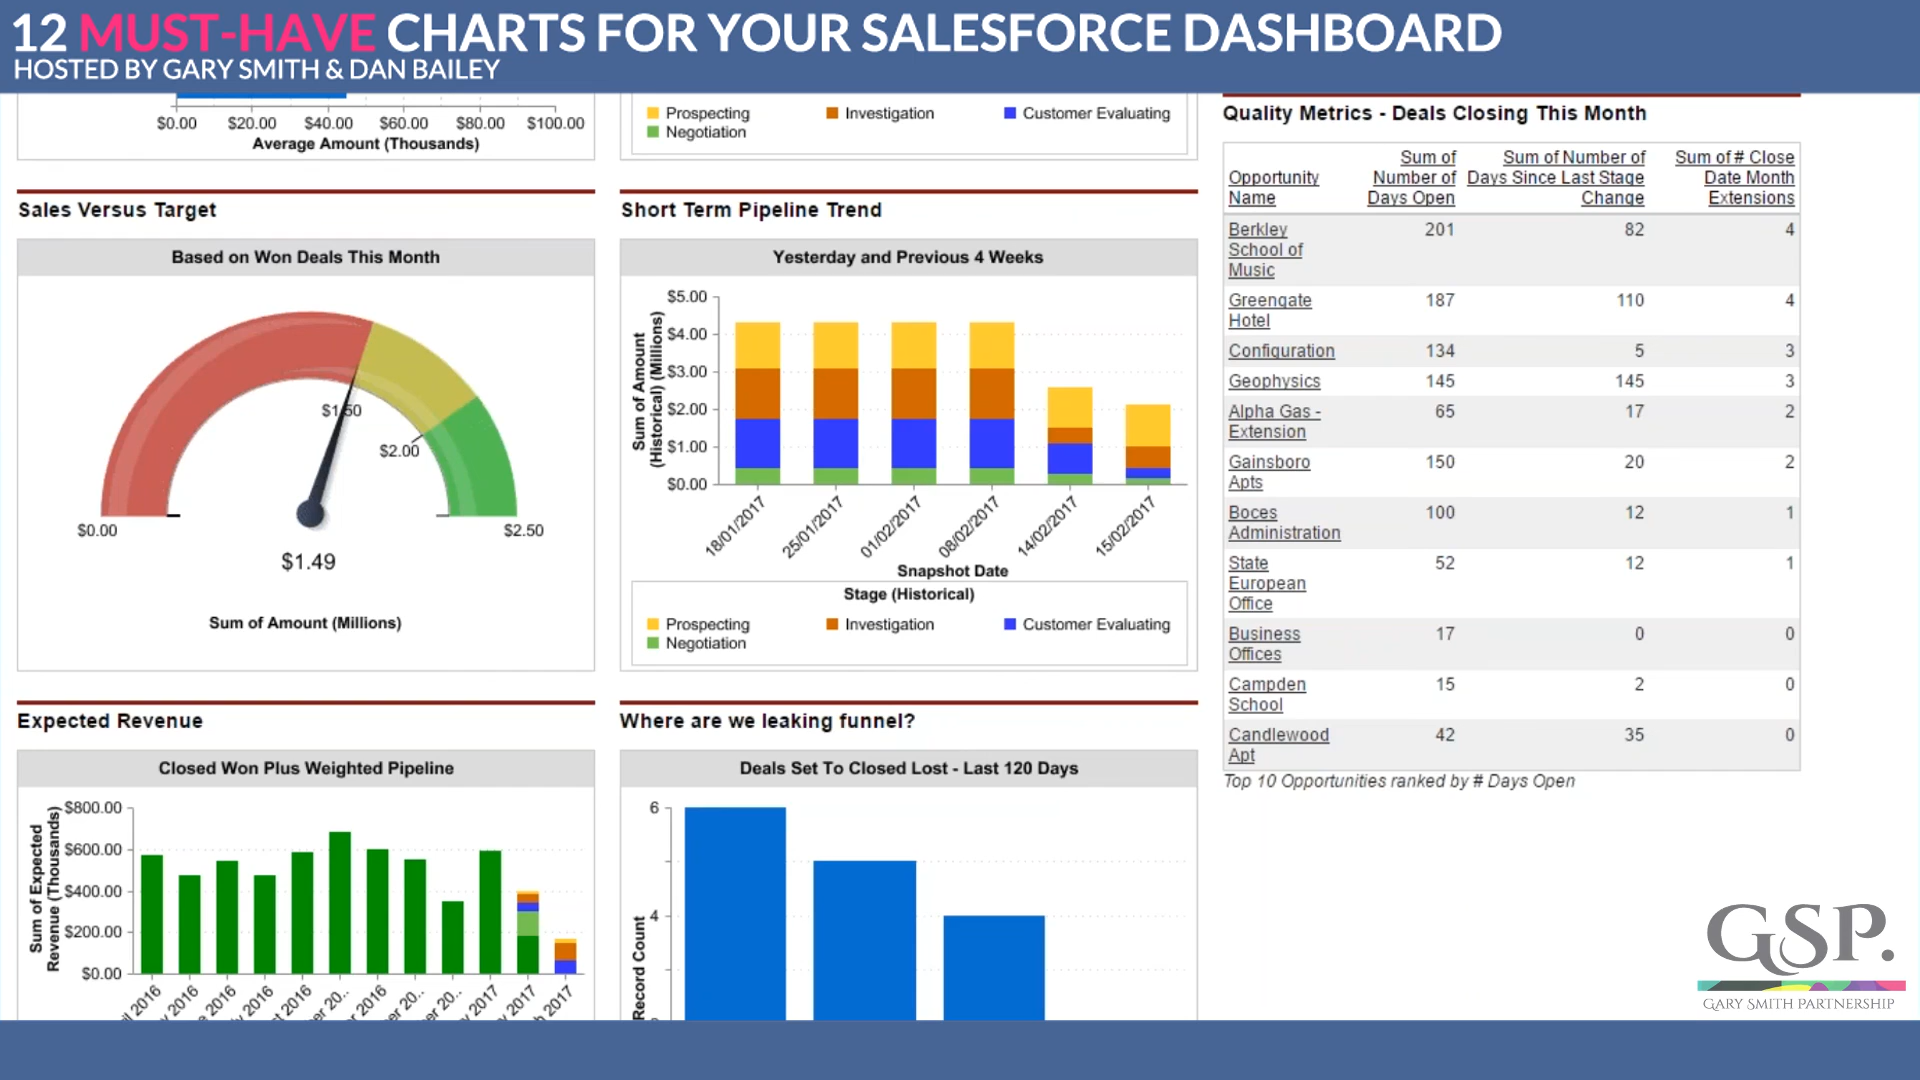 12 MUST-HAVE CHARTS FOR YOUR SALESFORCE DASHBOARD
HOSTED BY GARY SMITH & DAN BAILEY
$0.00 $20.00 $40.00 $60.00 $80.00 $100.00
Average Amount (Thousands)
Prospecting Investigation Customer Evaluating
Negotiation
Sales Versus Target
Based on Won Deals This Month
$1.50
$2.00
$0.00 $2.50
$1.49
Sum of Amount (Millions)
Short Term Pipeline Trend
Yesterday and Previous 4 Weeks
Sum of Amount
(Historical) (Millions)
$5.00
$4.00
$3.00
$2.00
$1.00
$0.00
18/01/2017 25/01/2017 01/02/2017 08/02/2017 14/02/2017 15/02/2017
Snapshot Date
Stage (Historical)
Prospecting Investigation Customer Evaluating
Negotiation
Expected Revenue
Closed Won Plus Weighted Pipeline
Sum of Expected
Revenue (Thousands)
$800.00
$600.00
$400.00
$200.00
$0.00
2016 2016 2016 2016 2016 20.. 2016 20.. 20.. 2017 2017 2017
Where are we leaking funnel?
Deals Set To Closed Lost - Last 120 Days
Record Count
6
4
Quality Metrics - Deals Closing This Month
Opportunity Name Sum of Number of Days Open Sum of Number of Days Since Last Stage Change Sum of # Close Date Month Extensions
Berkley School of Music 201 82 4
Greengate Hotel 187 110 4
Configuration 134 5 3
Geophysics 145 145 3
Alpha Gas - Extension 65 17 2
Gainsboro Apts 150 20 2
Boces Administration 100 12 1
State European Office 52 12 1
Business Offices 17 0 0
Campden School 15 2 0
Candlewood Apt 42 35 0
Top 10 Opportunities ranked by # Days Open
GSP.
GARY SMITH PARTNERSHIP